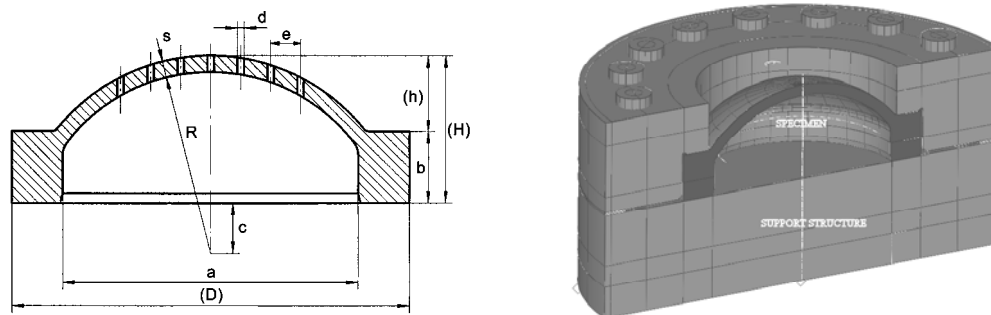 d
s
e
(h)
(H)
R
b
c
a
(D)
SPECIMEN
SUPPORT STRUCTURE